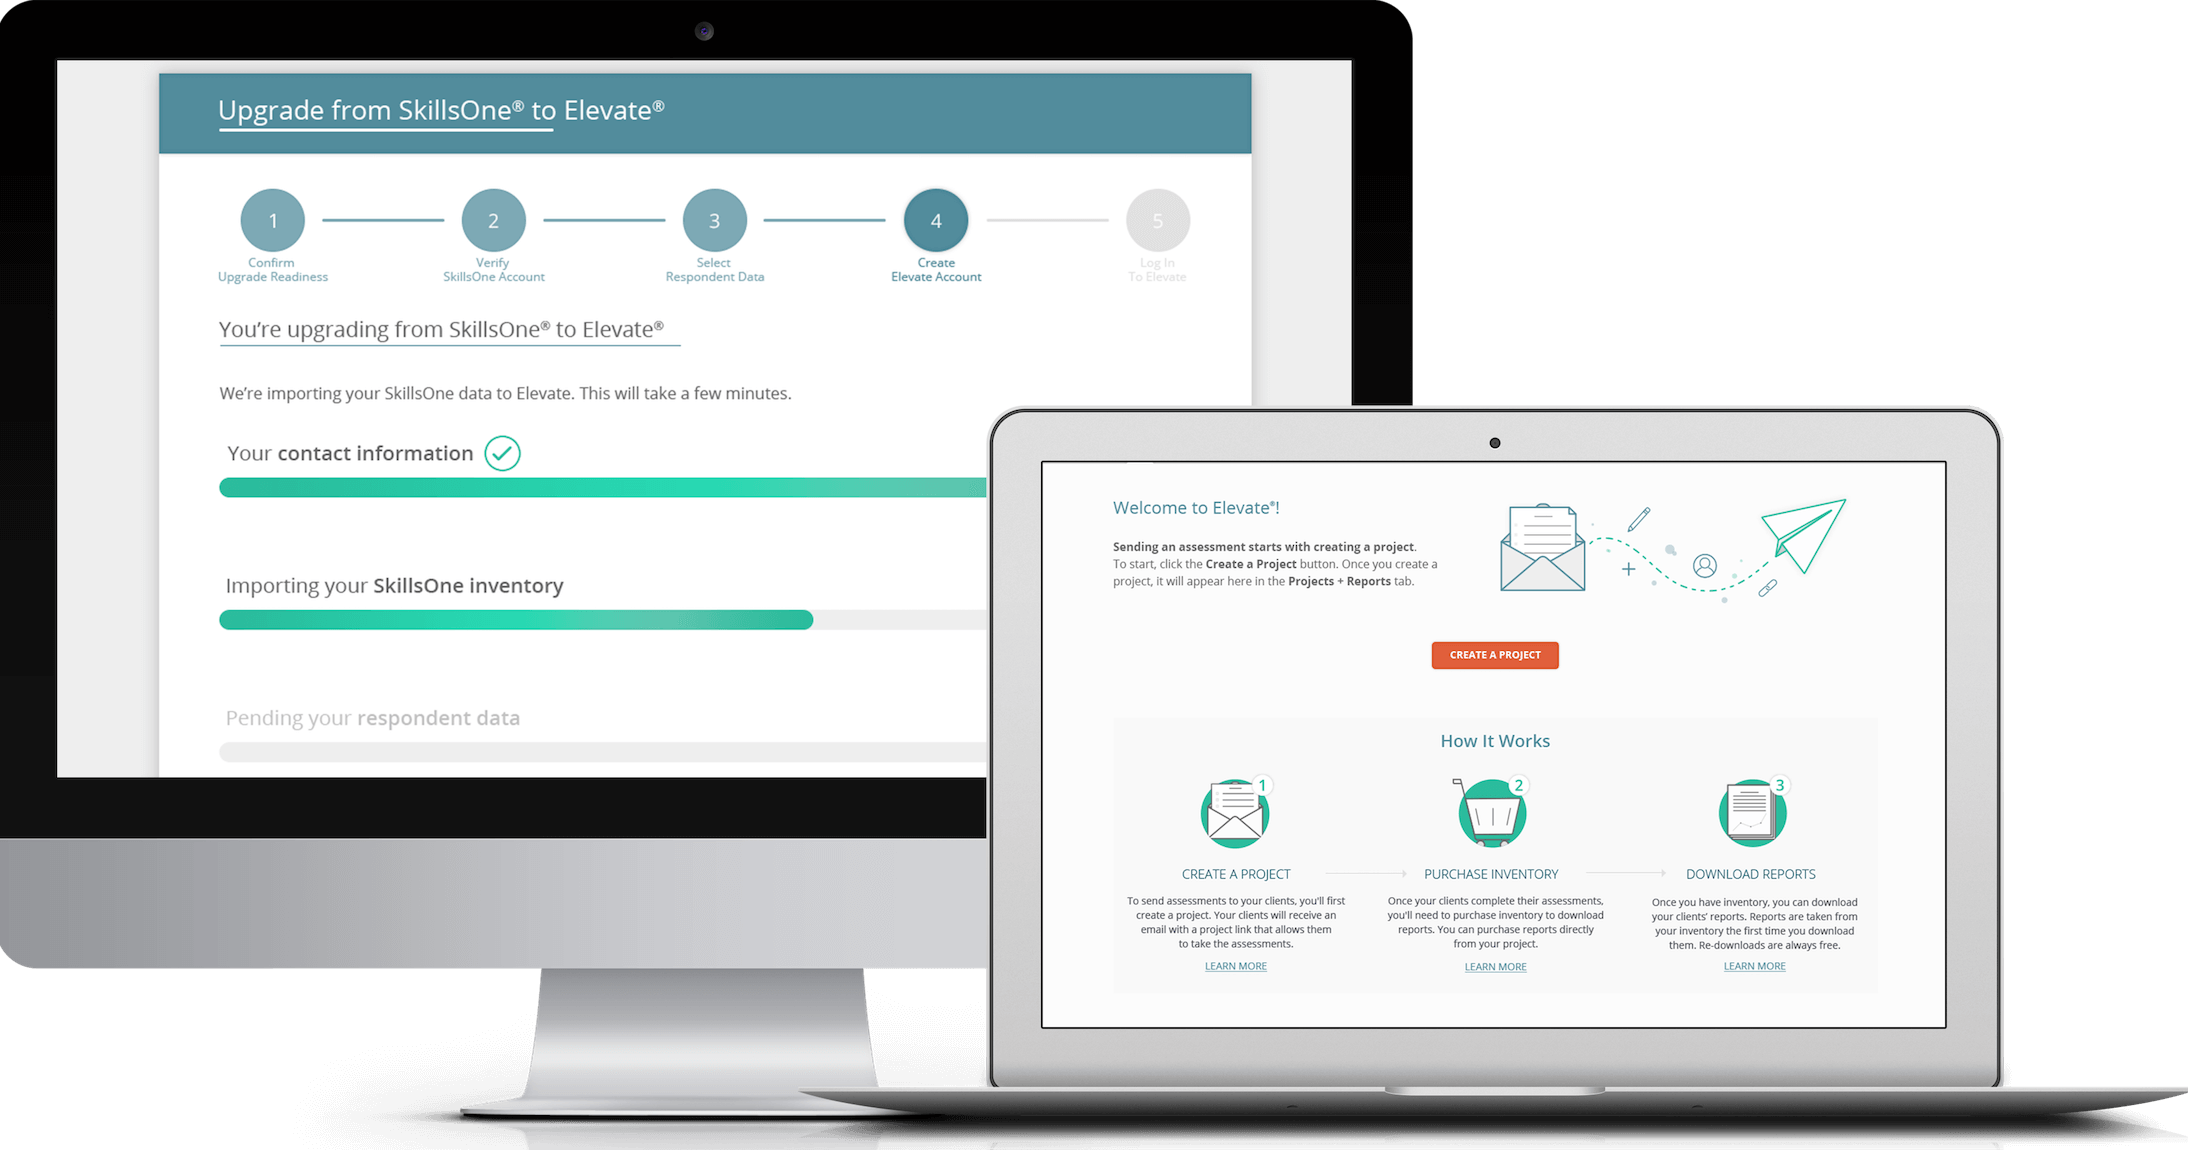 Upgrade from SkillsOne® to Elevate®
1
2
3
4
5
Confirm
Upgrade Readiness
Verify
SkillsOne Account
Select
Respondent Data
Create
Elevate Account
Log In
To Elevate
You’re upgrading from SkillsOne® to Elevate®
We’re importing your SkillsOne data to Elevate. This will take a few minutes.
Your contact information
Importing your SkillsOne inventory
Pending your respondent data
Welcome to Elevate®!
Sending an assessment starts with creating a project.
To start, click the Create a Project button. Once you create a
project, it will appear here in the Projects + Reports tab.
CREATE A PROJECT
How It Works
1
CREATE A PROJECT
To send assessments to your clients, you'll first
create a project. Your clients will receive an
email with a project link that allows them
to take the assessments.
LEARN MORE
2
PURCHASE INVENTORY
Once your clients complete their assessments,
you'll need to purchase inventory to download
reports. You can purchase reports directly
from your project.
LEARN MORE
3
DOWNLOAD REPORTS
Once you have inventory, you can download
your clients’ reports. Reports are taken from
your inventory the first time you download
them. Re-downloads are always free.
LEARN MORE